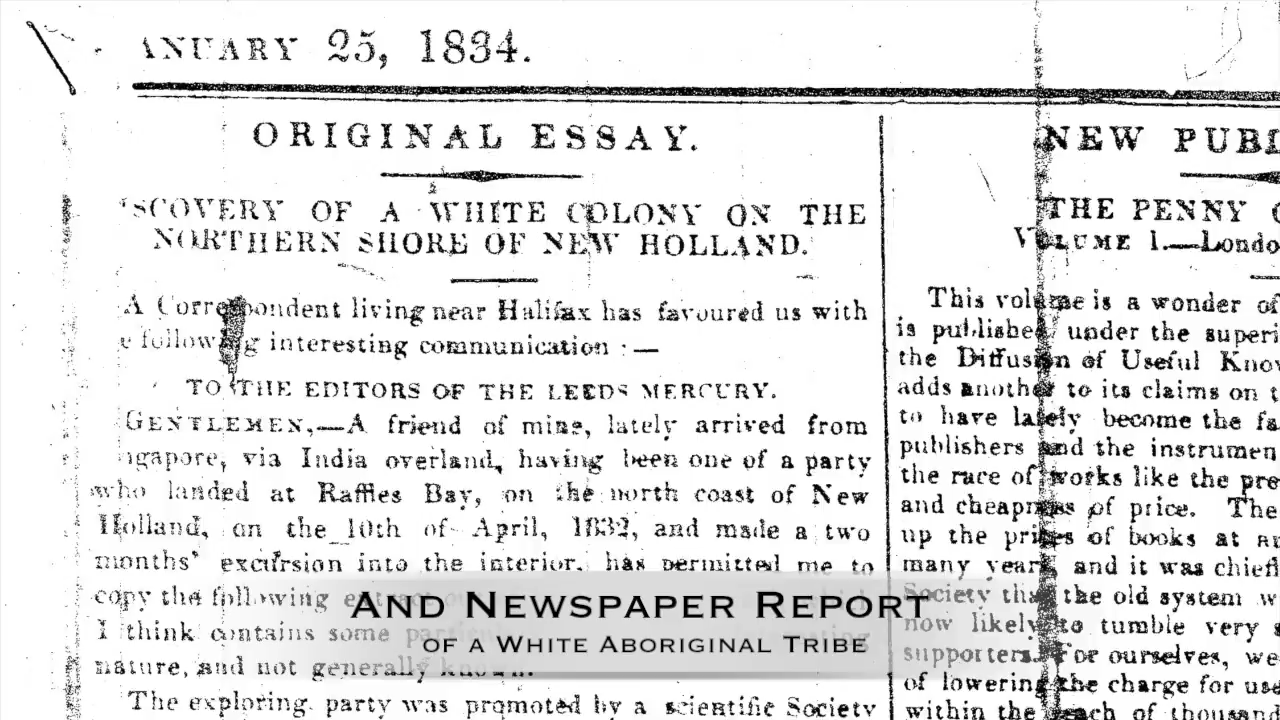 ANUARY 25, 1834.
ORIGINAL ESSAY.
SCOVERY OF A WHITE COLONY ON THE
NORTHERN SHORE OF NEW HOLLAND.
A Correspondent living near Halifax has favoured us with
e following interesting communication :—
TO THE EDITORS OF THE LEEDS MERCURY.
GENTLEMEN,—A friend of mine, lately arrived from
ngapore, via India overland, having been one of a party
who landed at Raffles Bay, on the north coast of New
Holland, on the 10th of April, 1832, and made a two
months' excursion into the interior, has permitted me to
copy the following
I think contains some
nature, and not generally known.
The exploring party was promoted by a scientific Society
NEW PUBL
THE PENNY
VOLUME I.—Londo
This volume is a wonder of
is published under the superi
the Diffusion of Useful Know
adds another to its claims on t
to have lately become the fa
publishers and the instrumen
the race of works like the pre
and cheapness of price. The
up the prices of books at an
many years, and it was chiefl
Society that the old system w
now likely to tumble very s
supporters. For ourselves, we
of lowering the charge for use
within the reach of thousand
AND NEWSPAPER REPORT
OF A WHITE ABORIGINAL TRIBE